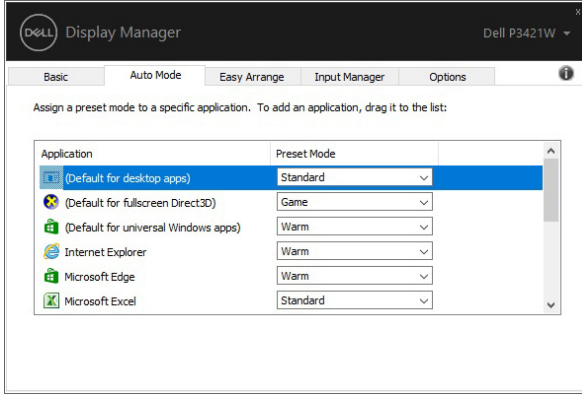 DELL Display Manager Dell P3421W
Basic Auto Mode Easy Arrange Input Manager Options
Assign a preset mode to a specific application. To add an application, drag it to the list:
Application Preset Mode
(Default for desktop apps) Standard
(Default for fullscreen Direct3D) Game
(Default for universal Windows apps) Warm
Internet Explorer Warm
Microsoft Edge Warm
Microsoft Excel Standard